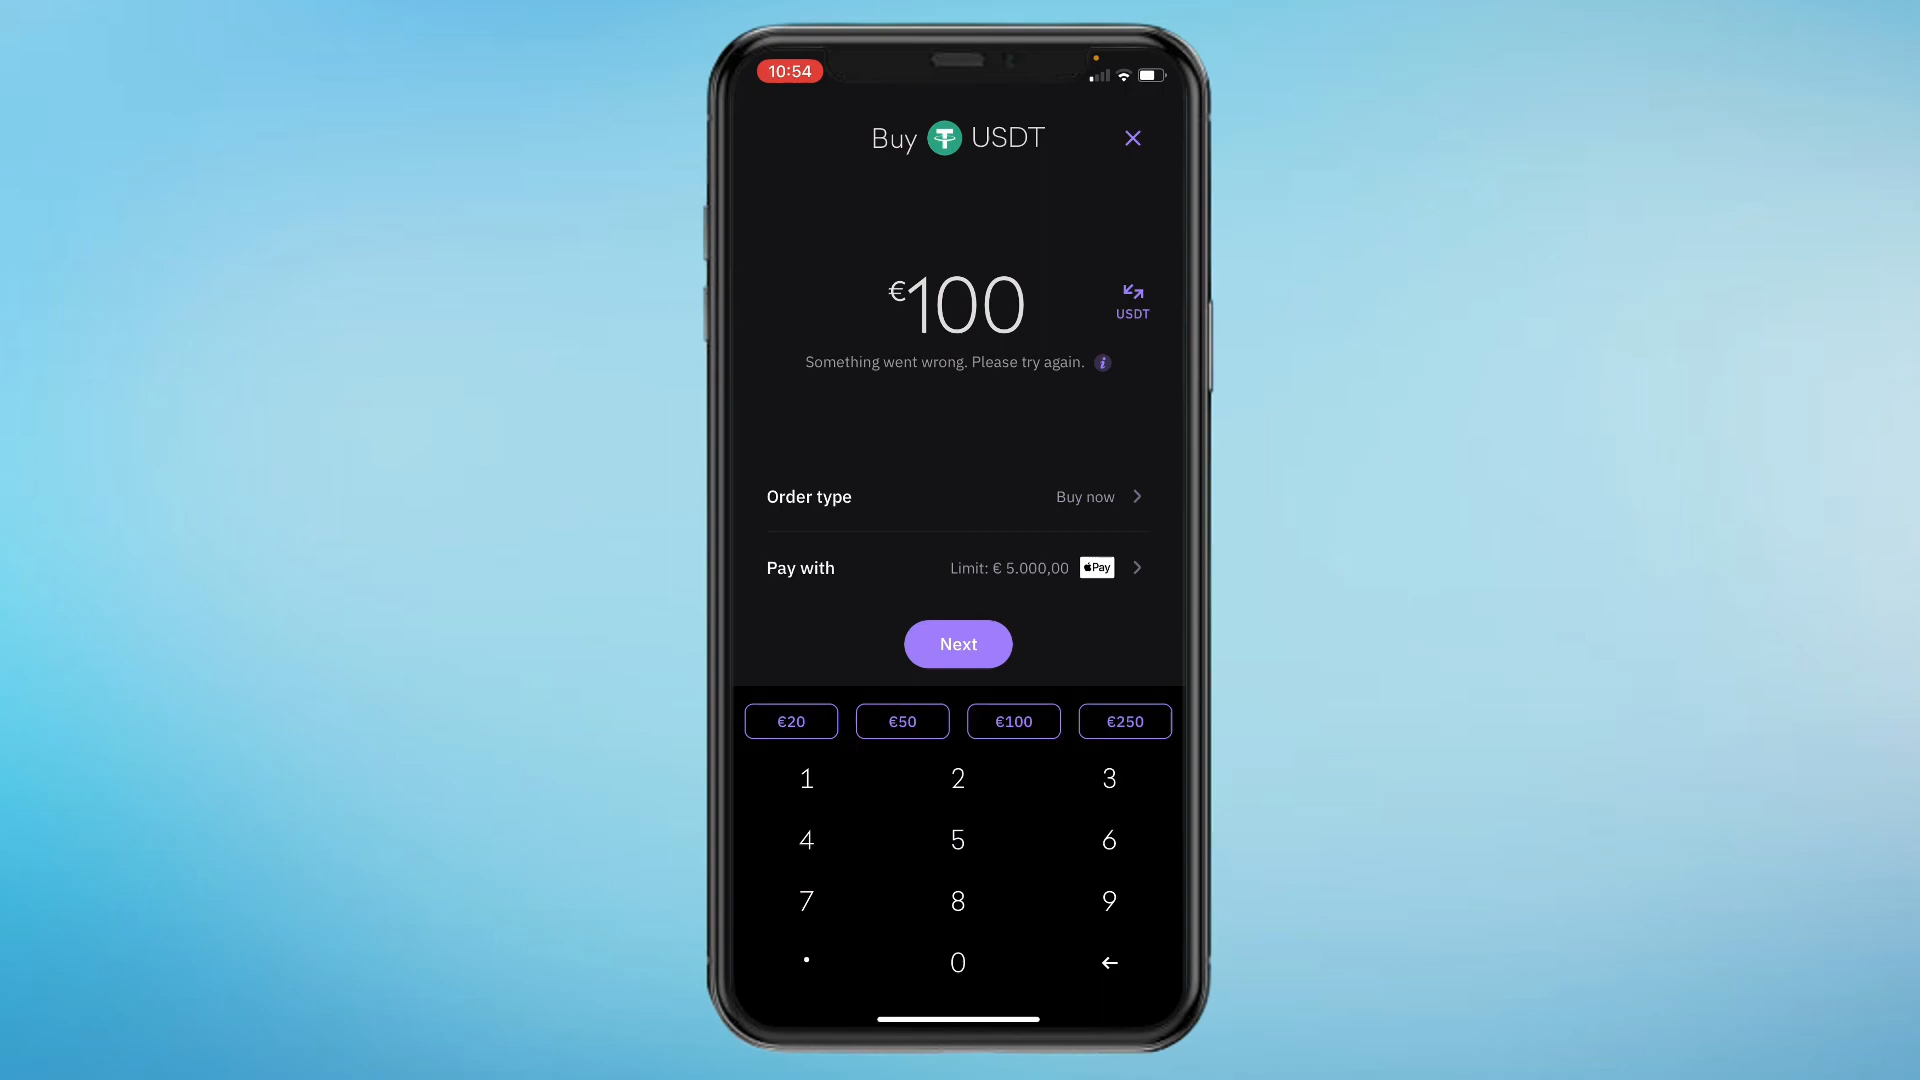 10:54
Buy USDT
€100
USDT
Something went wrong. Please try again. i
Order type Buy now
Pay with Limit: € 5.000,00 Pay
Next
€20 €50 €100 €250
1 2 3
4 5 6
7 8 9
. 0